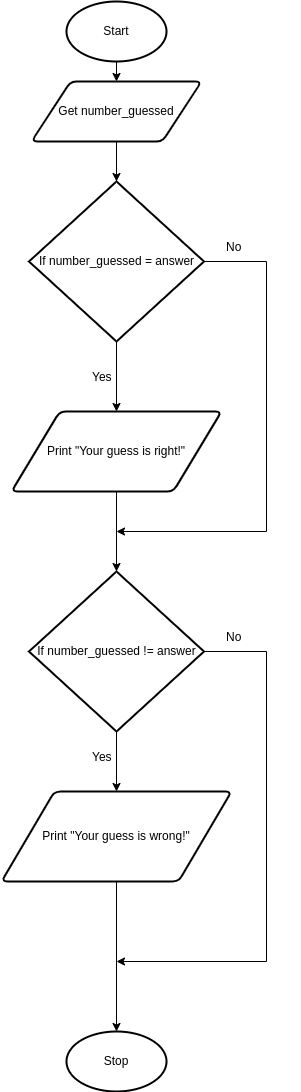 Start
Get number_guessed
If number_guessed = answer
No
Yes
Print "Your guess is right!"
If number_guessed != answer
No
Yes
Print "Your guess is wrong!"
Stop